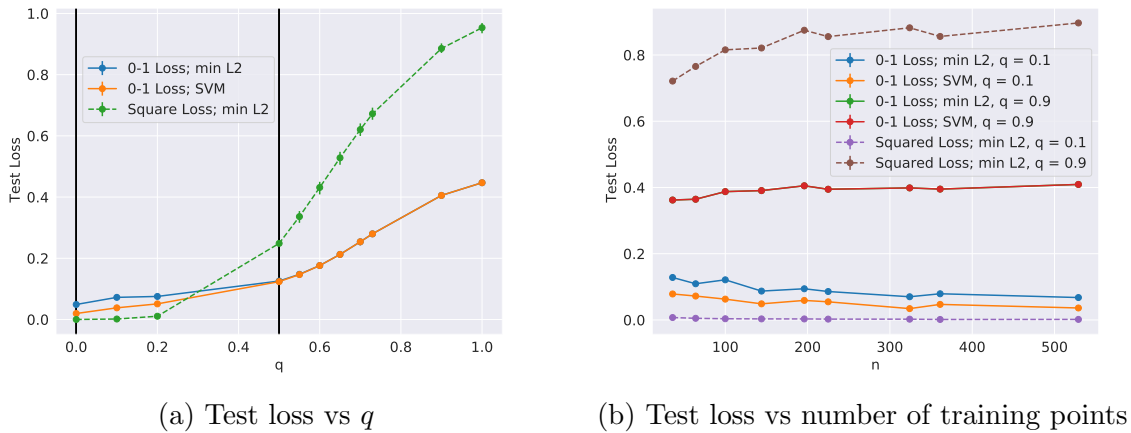 1.0
0.8
0.6
0.4
0.2
0.0
Test Loss
0-1 Loss; min L2
0-1 Loss; SVM
Square Loss; min L2
0.0 0.2 0.4 0.6 0.8 1.0
q
(a) Test loss vs q
0.8
0.6
0.4
0.2
0.0
Test Loss
0-1 Loss; min L2, q = 0.1
0-1 Loss; SVM, q = 0.1
0-1 Loss; min L2, q = 0.9
0-1 Loss; SVM, q = 0.9
Squared Loss; min L2, q = 0.1
Squared Loss; min L2, q = 0.9
100 200 300 400 500
n
(b) Test loss vs number of training points